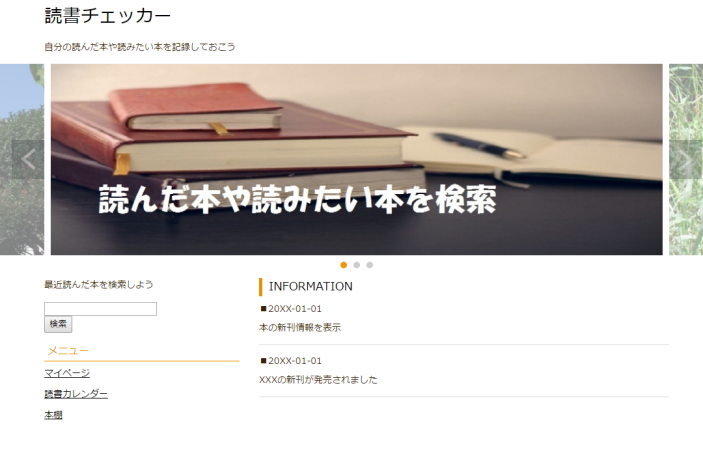 読書チェッカー
自分の読んだ本や読みたい本を記録しておこう
読んだ本や読みたい本を検索
最近読んだ本を検索しよう
検索
メニュー
マイページ
読書カレンダー
本棚
INFORMATION
■20XX-01-01
本の新刊情報を表示
■20XX-01-01
XXXの新刊が発売されました